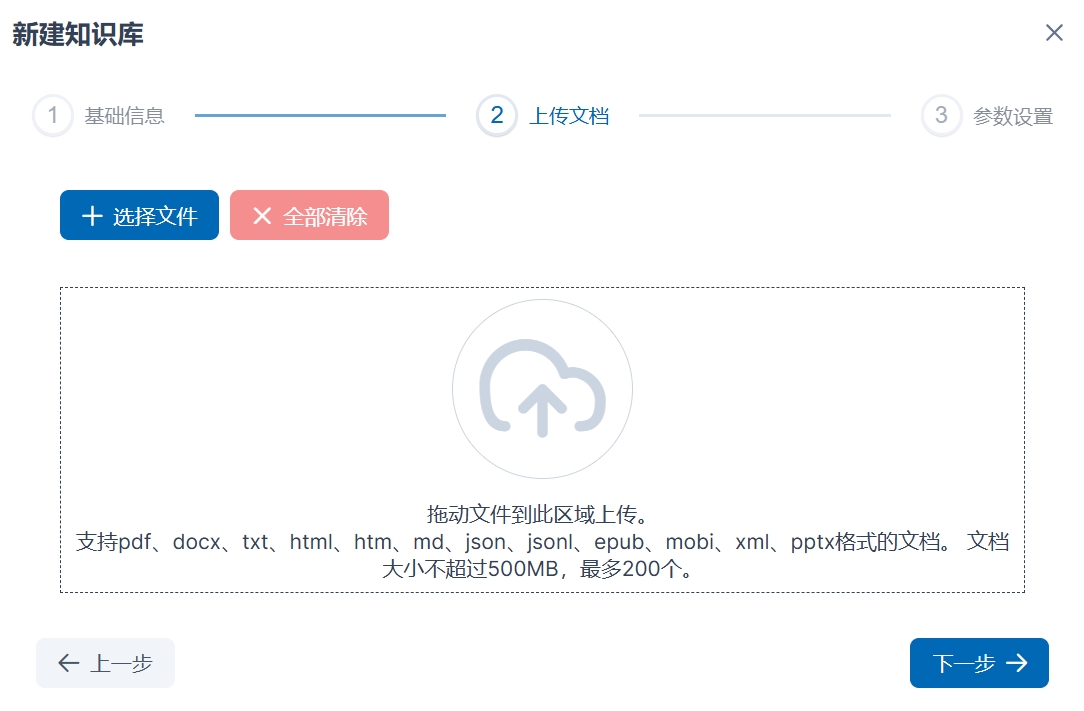 新建知识库
1 基础信息
2 上传文档
3 参数设置
选择文件
全部清除
拖动文件到此区域上传。
支持pdf、docx、txt、html、htm、md、json、jsonl、epub、mobi、xml、pptx格式的文档。 文档
大小不超过500MB，最多200个。
上一步
下一步